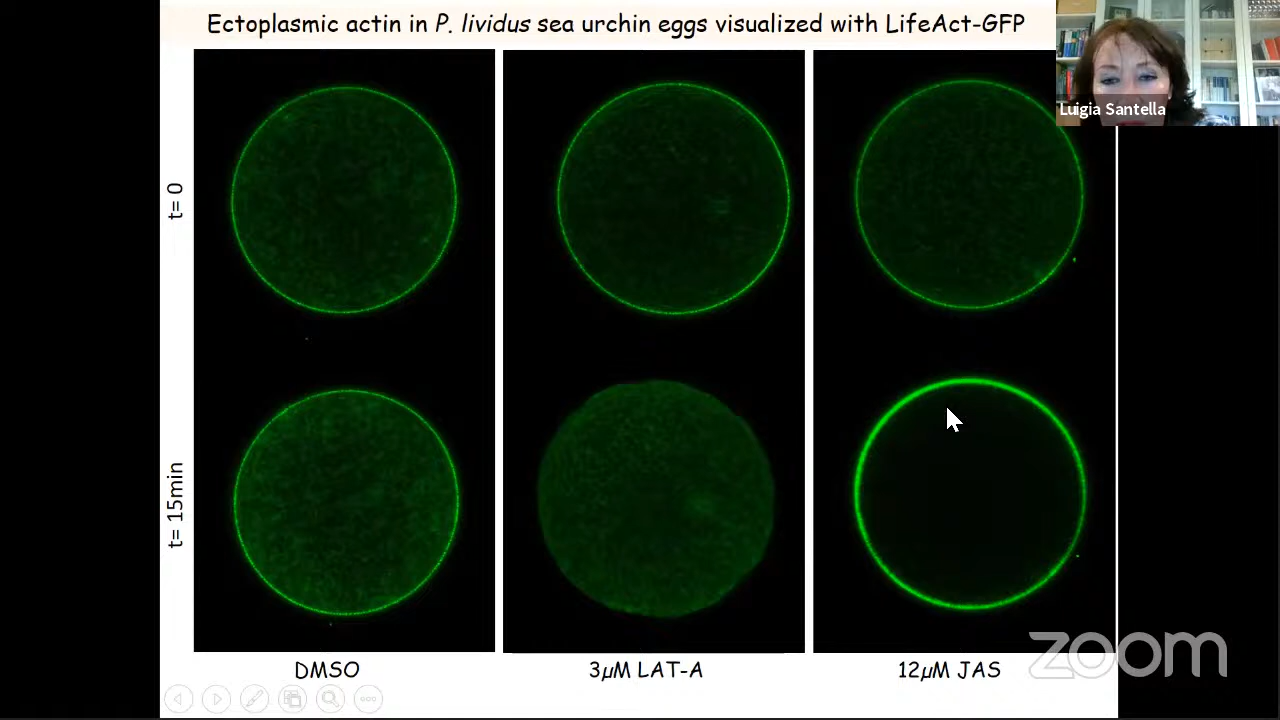 Ectoplasmic actin in P. lividus sea urchin eggs visualized with LifeAct-GFP
Luigia Santella
t= 0
t= 15min
DMSO
3µM LAT-A
12µM JAS
zoom